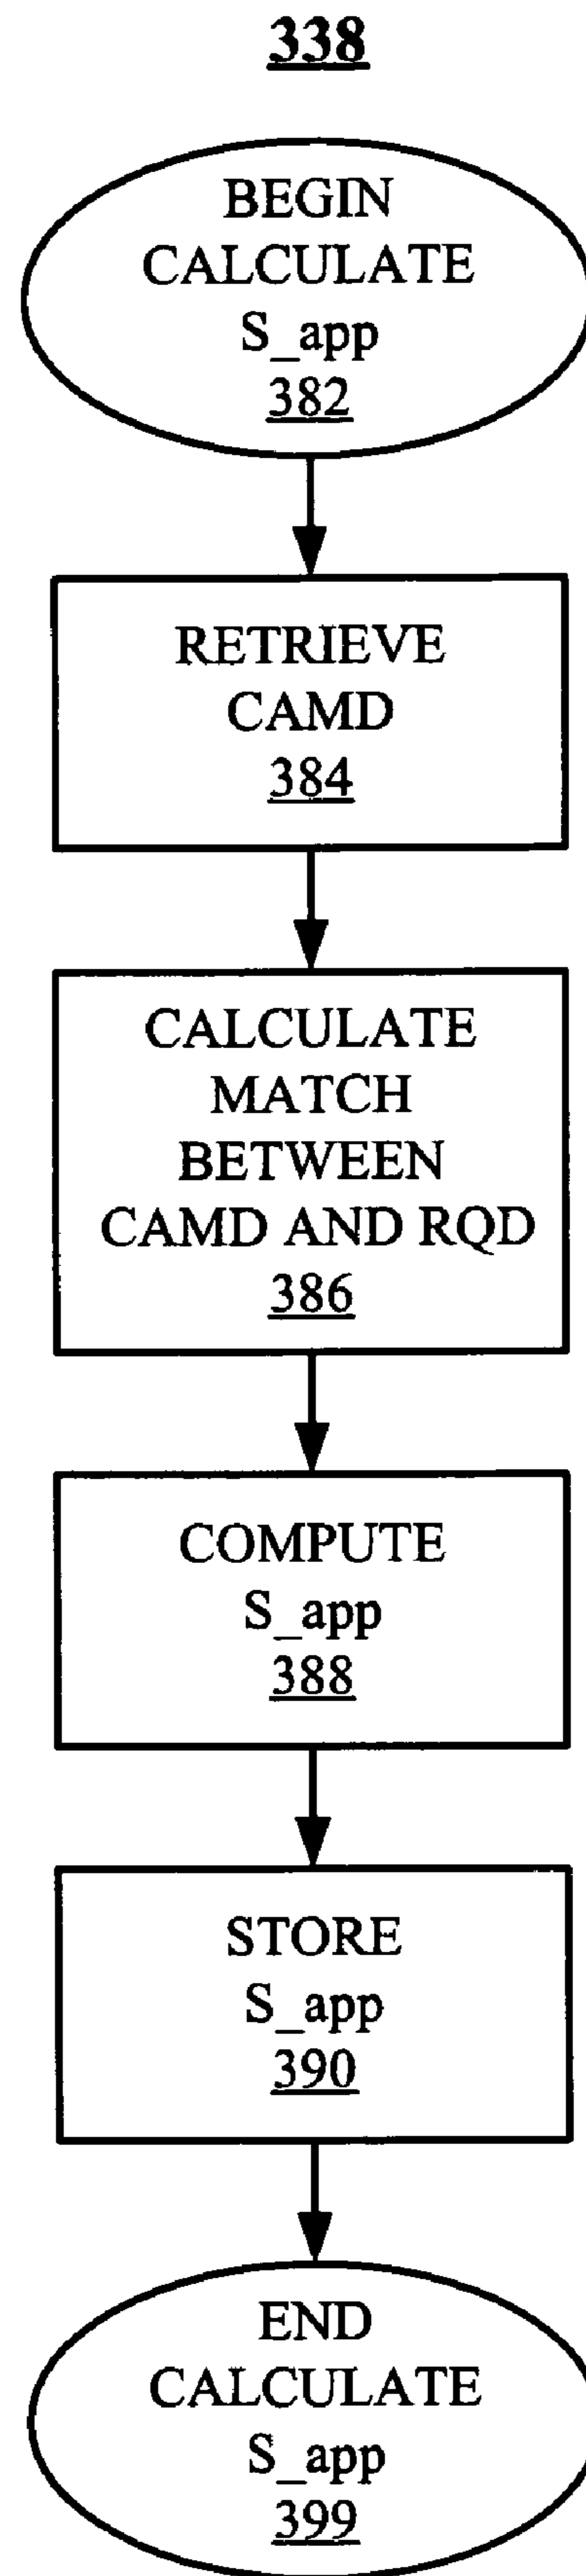 338
BEGIN
CALCULATE
S_app
382
RETRIEVE
CAMD
384
CALCULATE
MATCH
BETWEEN
CAMD AND RQD
386
COMPUTE
S_app
388
STORE
S_app
390
END
CALCULATE
S_app
399